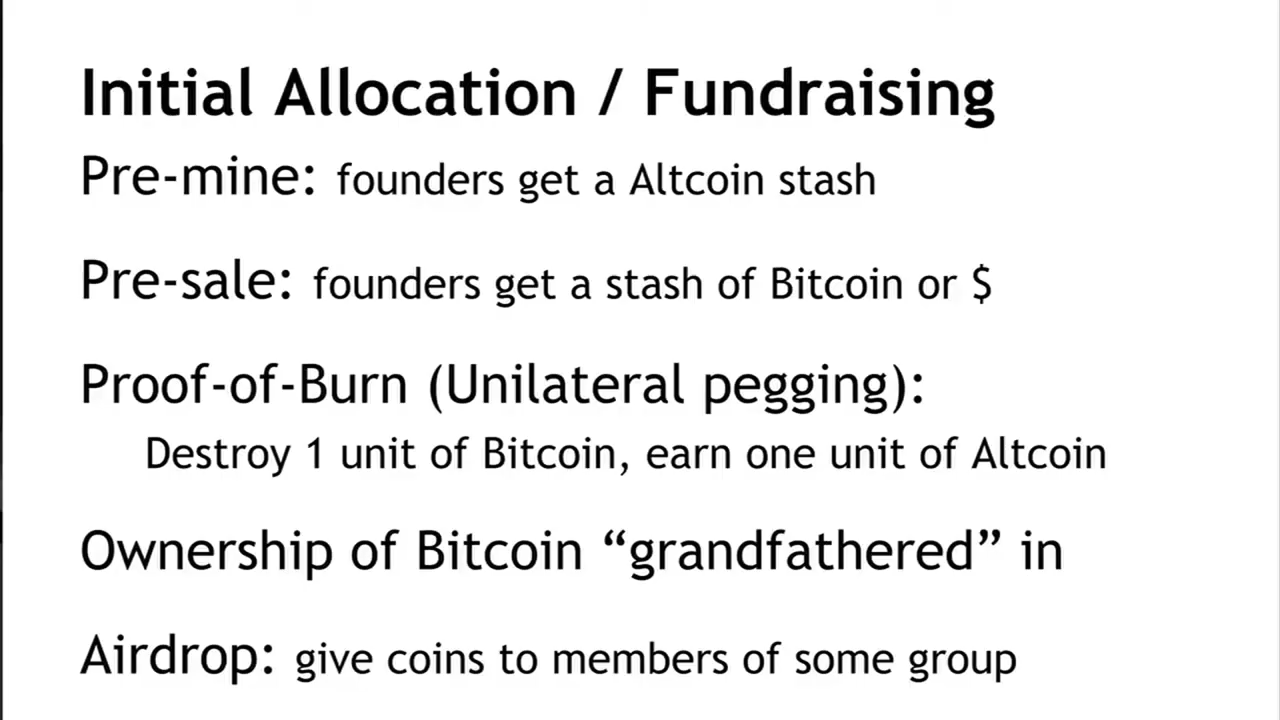 Initial Allocation / Fundraising
Pre-mine: founders get a Altcoin stash
Pre-sale: founders get a stash of Bitcoin or $
Proof-of-Burn (Unilateral pegging):
Destroy 1 unit of Bitcoin, earn one unit of Altcoin
Ownership of Bitcoin “grandfathered” in
Airdrop: give coins to members of some group